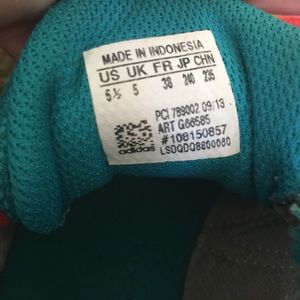 MADE IN INDONESIA
US UK FR JP CHN
5½ 5 38 240 235
PCI 789002 09/13
ART G66585
#108150857
LSDQDQ8800080
adidas